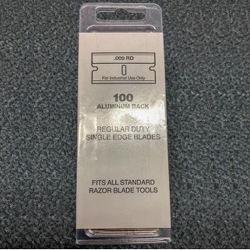 .009 RD
For Industrial Use Only
100
ALUMINUM BACK
REGULAR DUTY
SINGLE EDGE BLADES
FITS ALL STANDARD
RAZOR BLADE TOOLS